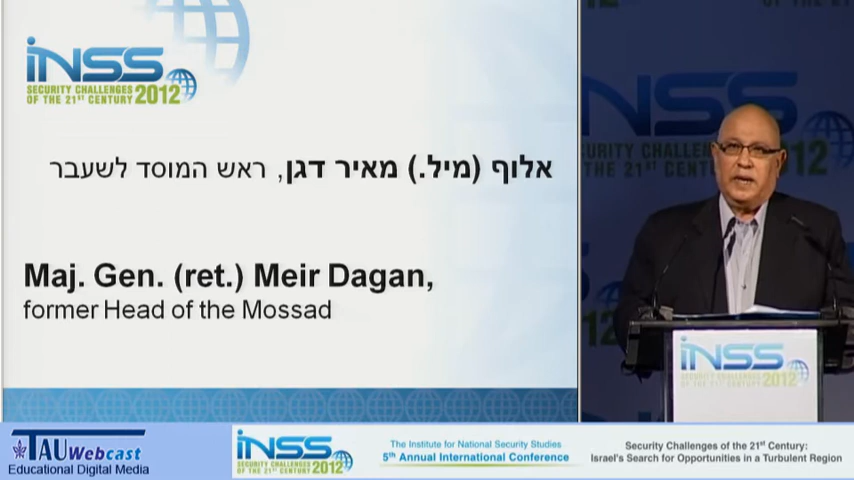 iNSS
SECURITY CHALLENGES
OF THE 21ST CENTURY 2012
אלוף (מיל.) מאיר דגן, ראש המוסד לשעבר
Maj. Gen. (ret.) Meir Dagan,
former Head of the Mossad
iNSS
SECURITY CHALLENGES
OF THE 21ST CENTURY 2012
TAU Webcast
Educational Digital Media
iNSS
SECURITY CHALLENGES
OF THE 21ST CENTURY 2012
The Institute for National Security Studies
5th Annual International Conference
Security Challenges of the 21st Century:
Israel's Search for Opportunities in a Turbulent Region